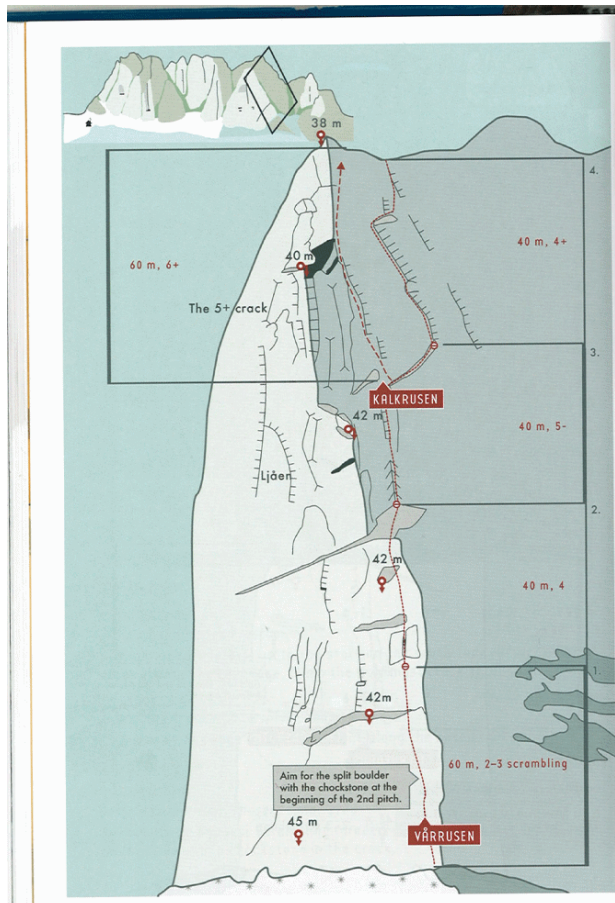 38 m
4.
60 m, 6+
40 m
40 m, 4+
The 5+ crack
3.
KALKRUSEN
42 m
40 m, 5-
Ljåen
2.
42 m
40 m, 4
1.
42m
60 m, 2-3 scrambling
Aim for the split boulder
with the chockstone at the
beginning of the 2nd pitch.
45 m
VÅRRUSEN